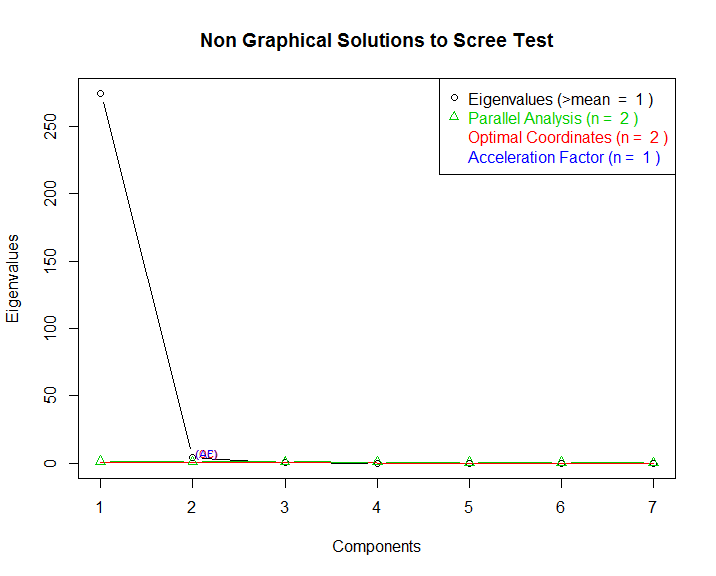 Non Graphical Solutions to Scree Test
Eigenvalues (>mean = 1 )
Parallel Analysis (n = 2 )
Optimal Coordinates (n = 2 )
Acceleration Factor (n = 1 )
Eigenvalues
250
200
150
100
50
0
1 2 3 4 5 6 7
Components